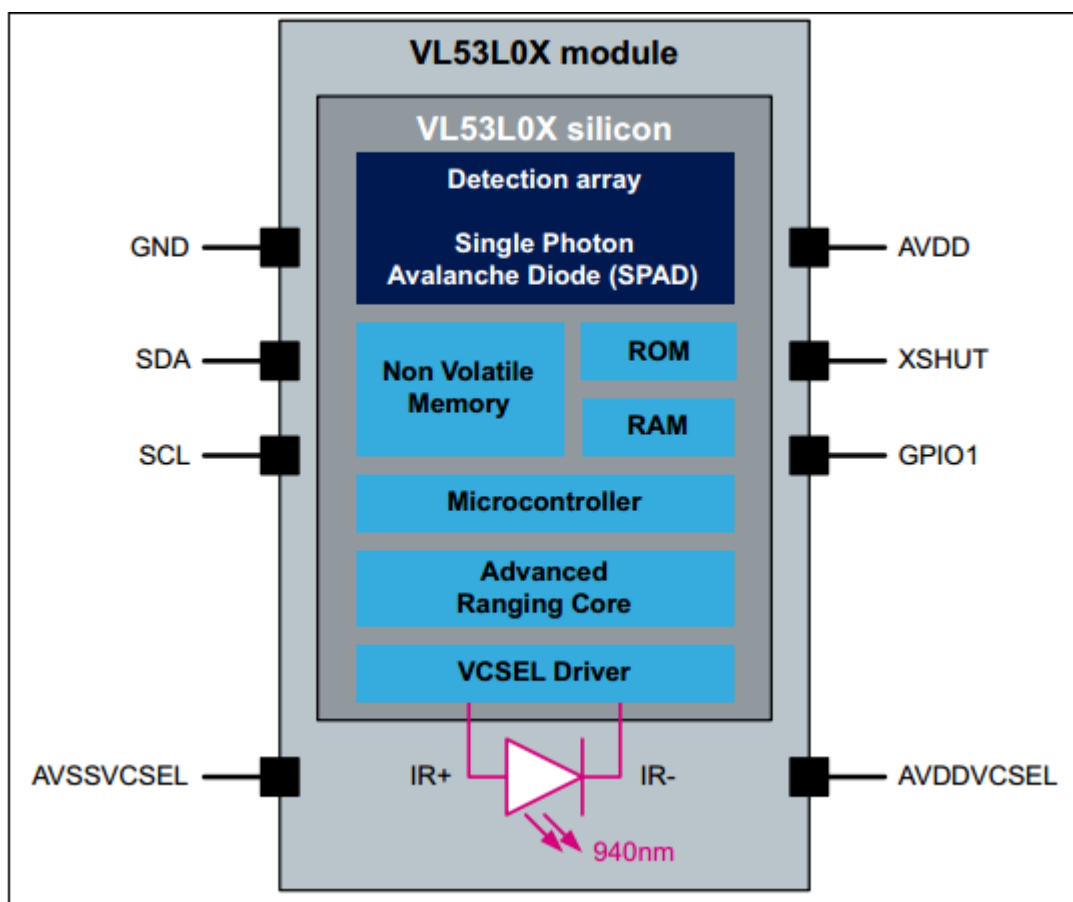 VL53L0X module
VL53L0X silicon
Detection array
Single Photon
Avalanche Diode (SPAD)
GND
AVDD
SDA
Non Volatile
Memory
ROM
XSHUT
RAM
SCL
GPIO1
Microcontroller
Advanced
Ranging Core
VCSEL Driver
AVSSVCSEL
IR+
IR-
AVDDVCSEL
940nm